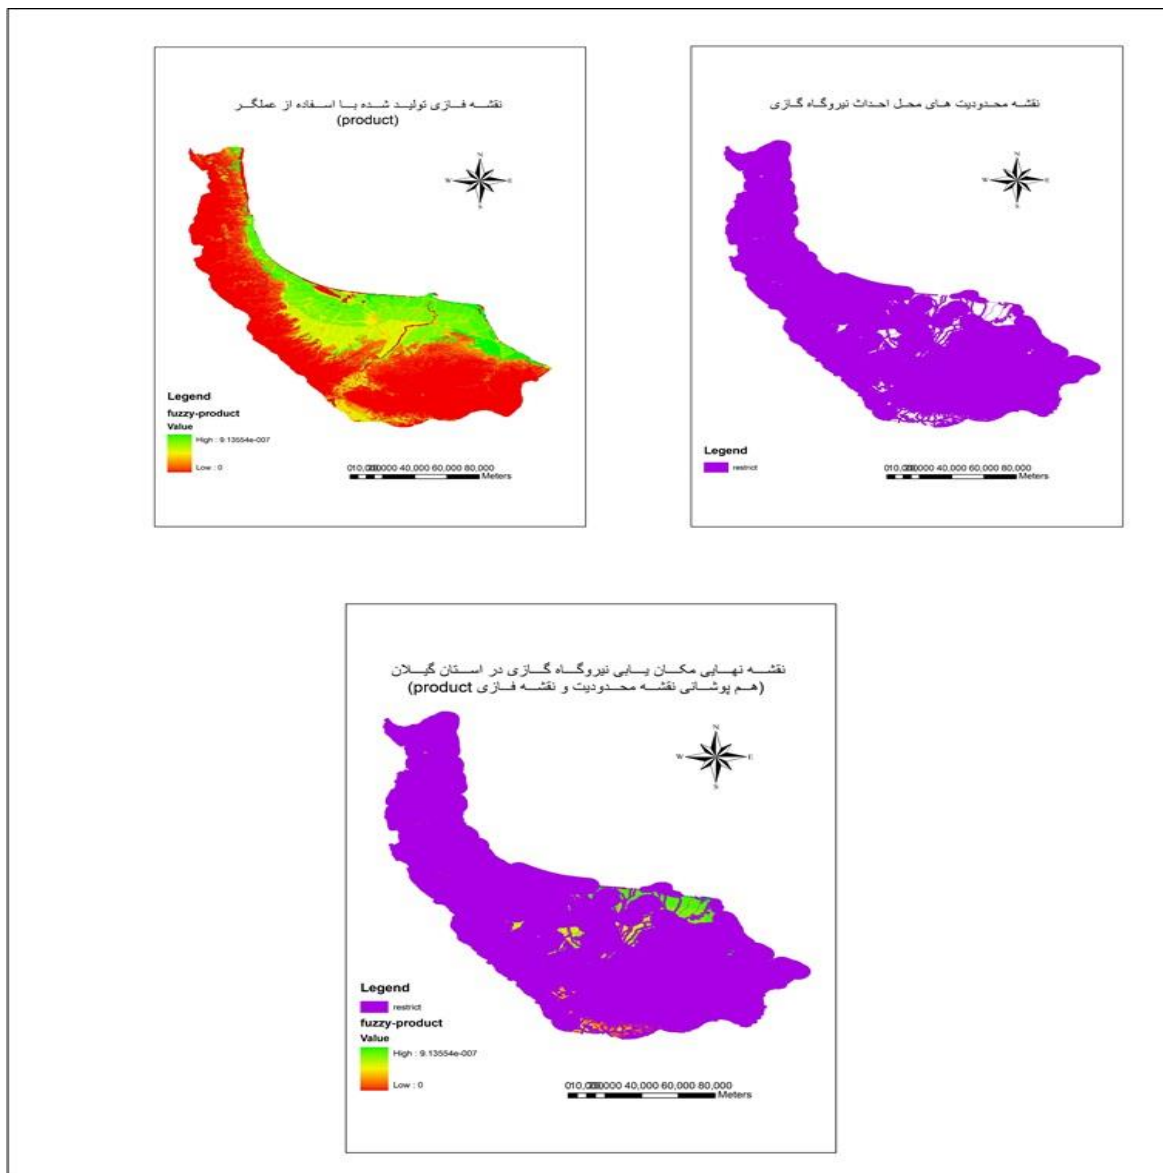 نقشه فازی تولید شده با اسفاده از عملگر
(product)
N
W E
S
Legend
fuzzy-product
Value
High : 9.13554e-007
Low : 0
40,000 60,000 80,000
Meters
نقشه محدودیت های محل احداث نیروگاه گازی
N
W E
S
Legend
restrict
40,000 60,000 80,000
Meters
نقشه نهایی مکان یابی نیروگاه گازی در استان گیلان
(هم پوشانی نقشه محدودیت و نقشه فازی product)
N
W E
S
Legend
restrict
fuzzy-product
Value
High : 9.13554e-007
Low : 0
40,000 60,000 80,000
Meters